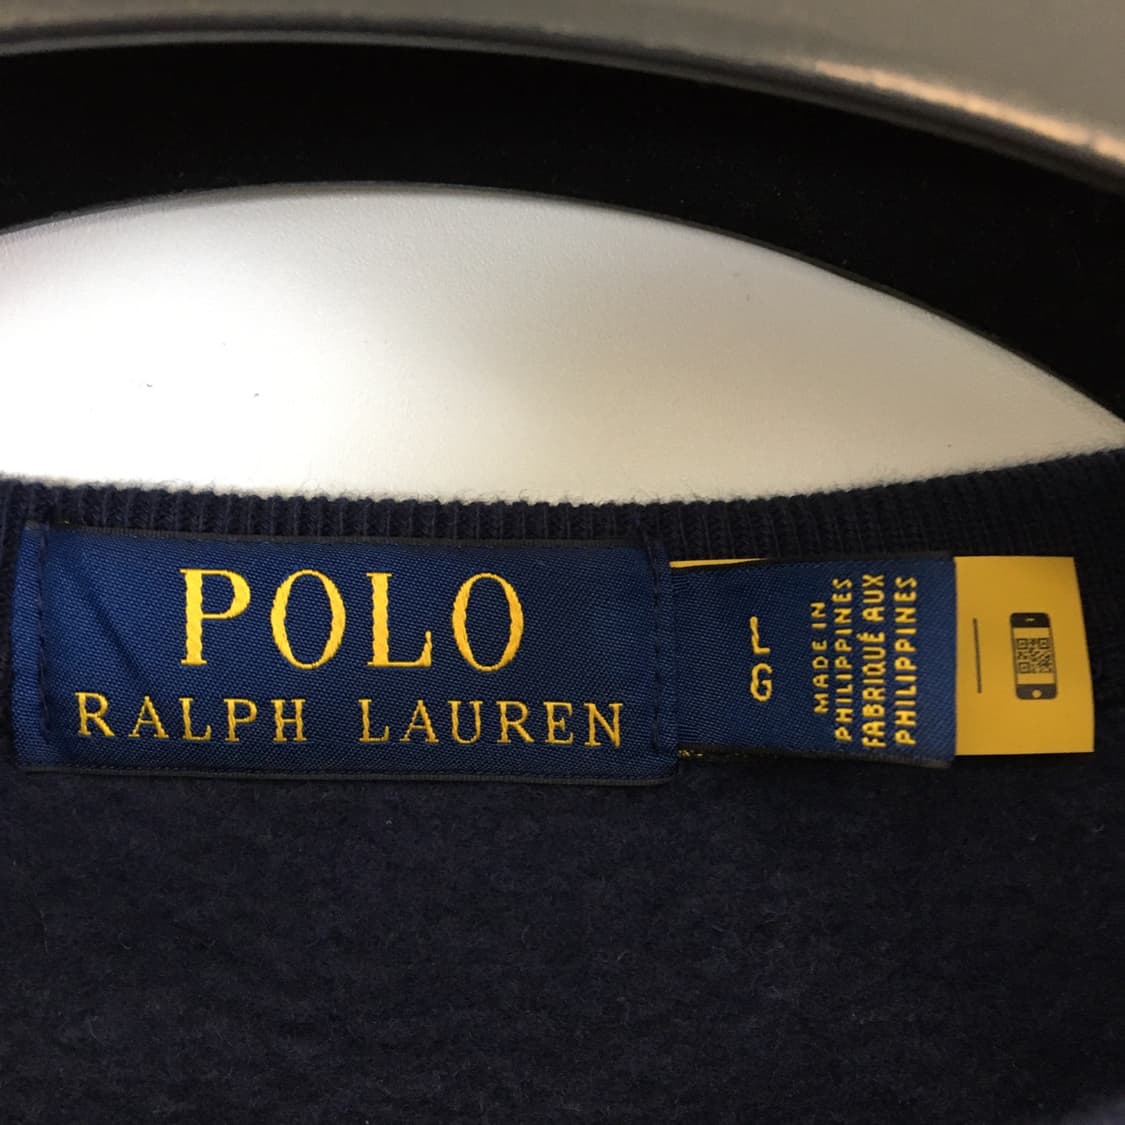 POLO
RALPH LAUREN
L G
MADE IN
PHILIPPINES
FABRIQUÉ AUX
PHILIPPINES